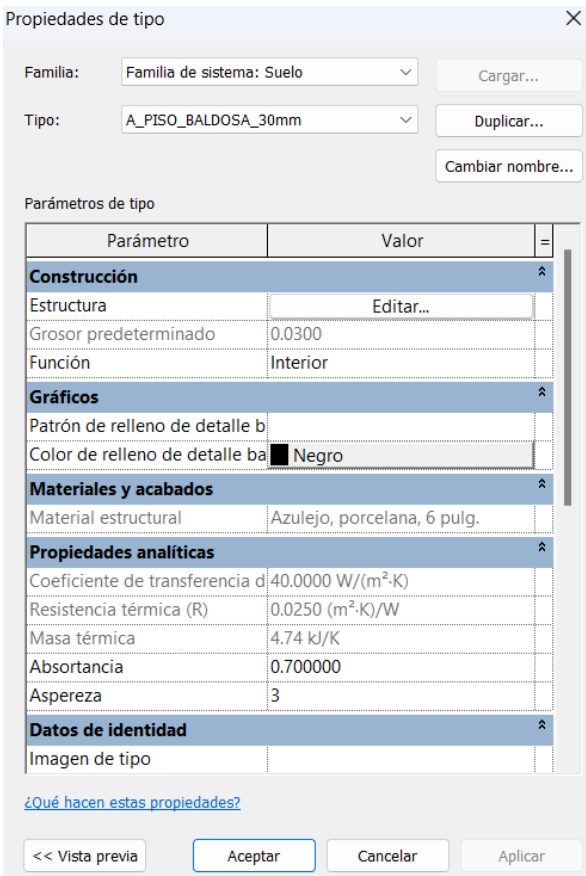 Propiedades de tipo
Familia: Familia de sistema: Suelo Cargar...
Tipo: A_PISO_BALDOSA_30mm Duplicar...
Cambiar nombre...
Parámetros de tipo
Parámetro Valor =
Construcción
Estructura Editar...
Grosor predeterminado 0.0300
Función Interior
Gráficos
Patrón de relleno de detalle b
Color de relleno de detalle ba Negro
Materiales y acabados
Material estructural Azulejo, porcelana, 6 pulg.
Propiedades analíticas
Coeficiente de transferencia d 40.0000 W/(m²·K)
Resistencia térmica (R) 0.0250 (m²·K)/W
Masa térmica 4.74 kJ/K
Absortancia 0.700000
Aspereza 3
Datos de identidad
Imagen de tipo
¿Qué hacen estas propiedades?
<< Vista previa Aceptar Cancelar Aplicar